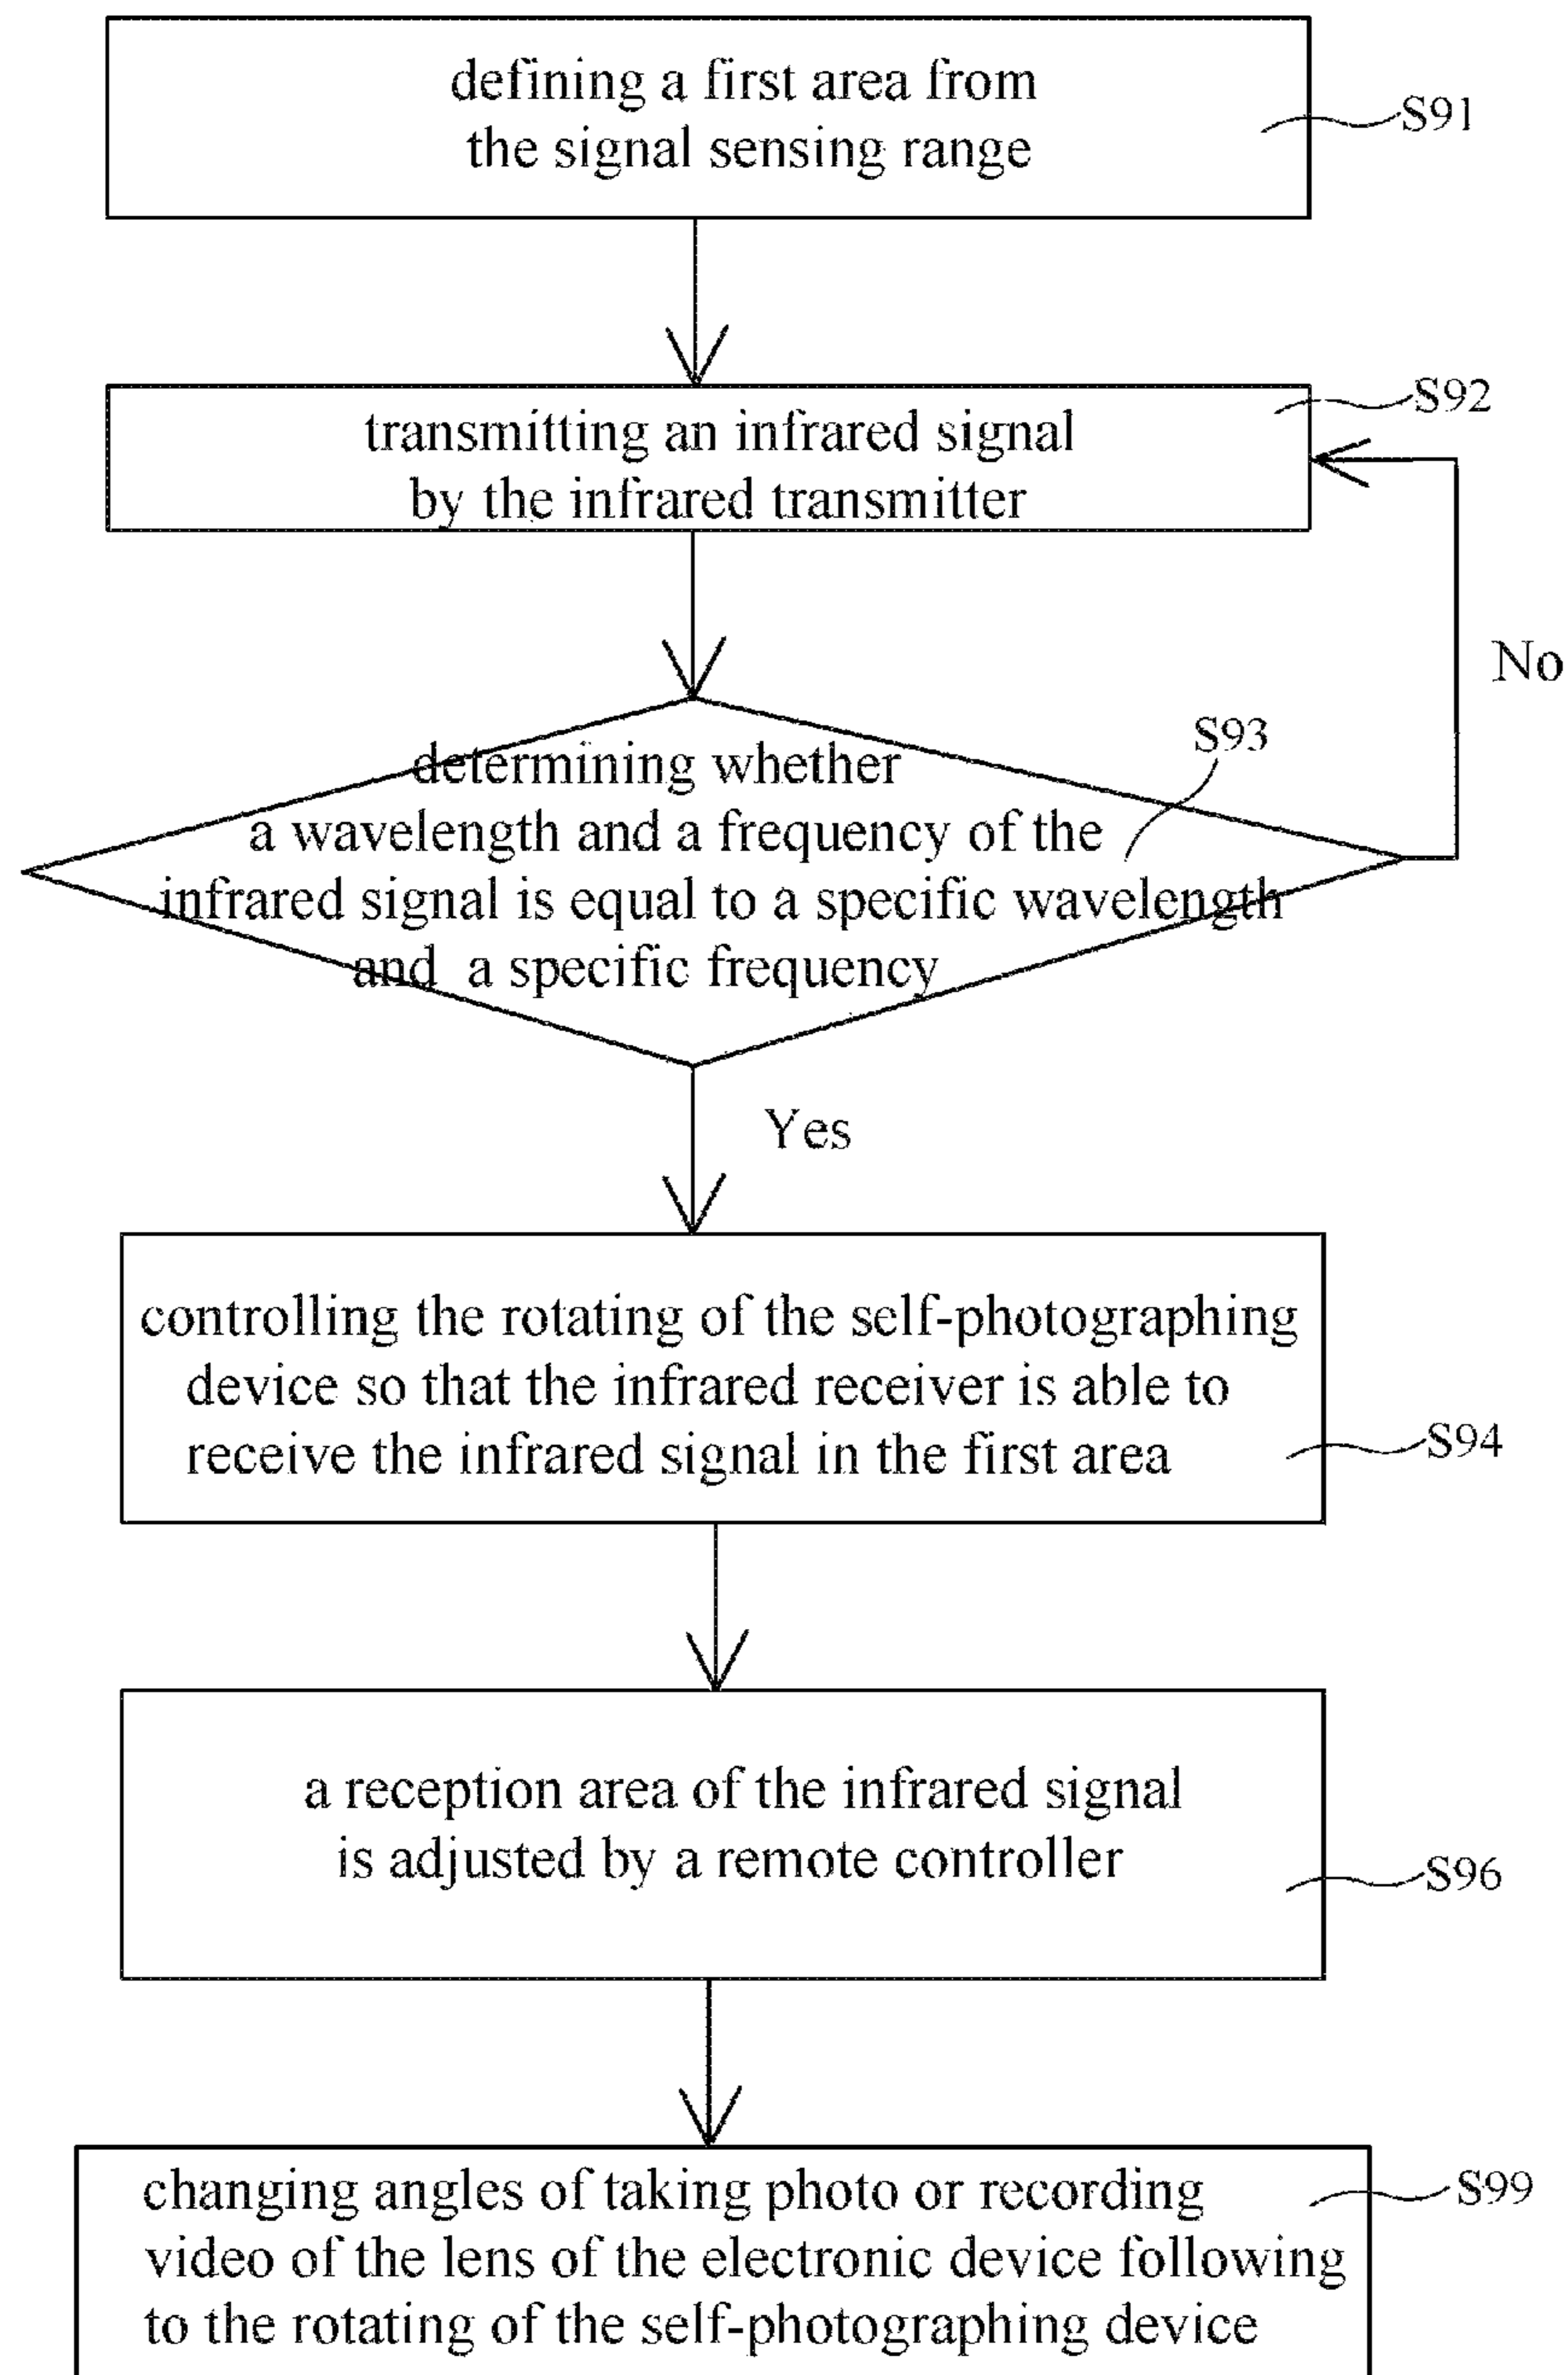 defining a first area from
the signal sensing range
S91
transmitting an infrared signal
by the infrared transmitter
S92
No
determining whether
a wavelength and a frequency of the
infrared signal is equal to a specific wavelength
and a specific frequency
S93
Yes
controlling the rotating of the self-photographing
device so that the infrared receiver is able to
receive the infrared signal in the first area
S94
a reception area of the infrared signal
is adjusted by a remote controller
S96
changing angles of taking photo or recording
video of the lens of the electronic device following
to the rotating of the self-photographing device
S99